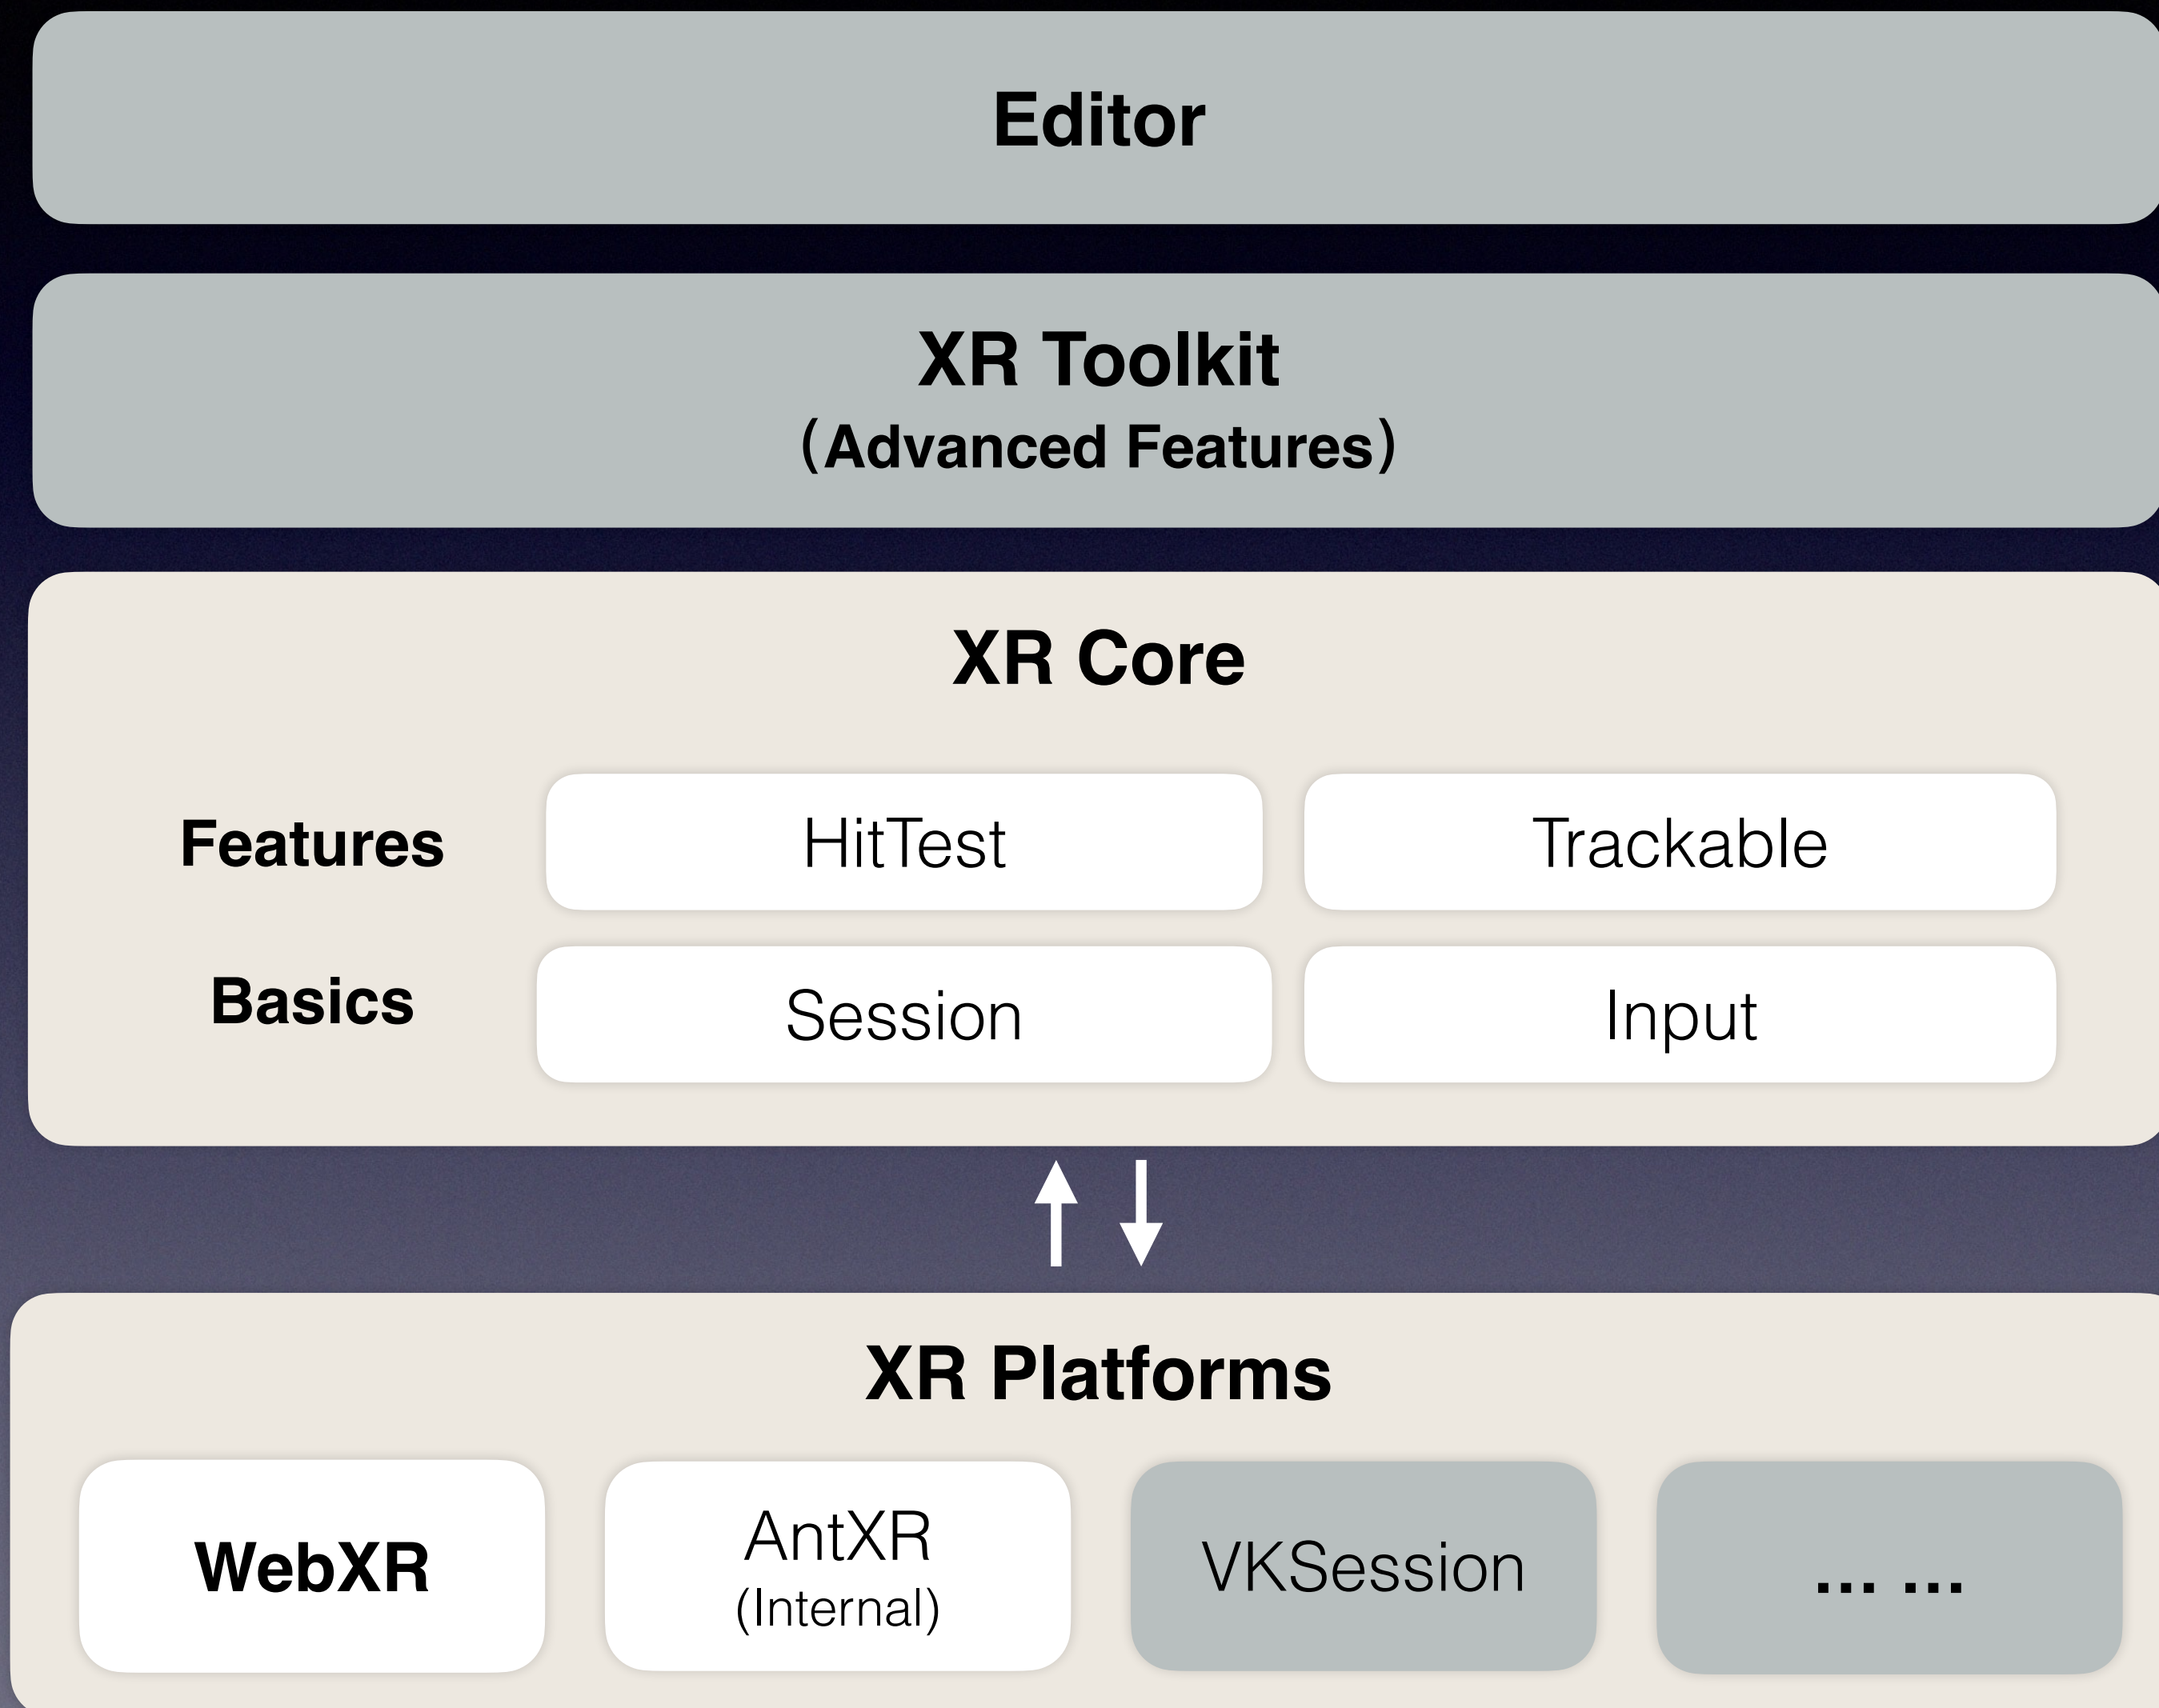 Editor
XR Toolkit
(Advanced Features)
XR Core
Features
HitTest
Trackable
Basics
Session
Input
XR Platforms
WebXR
AntXR
(Internal)
VKSession
... ...